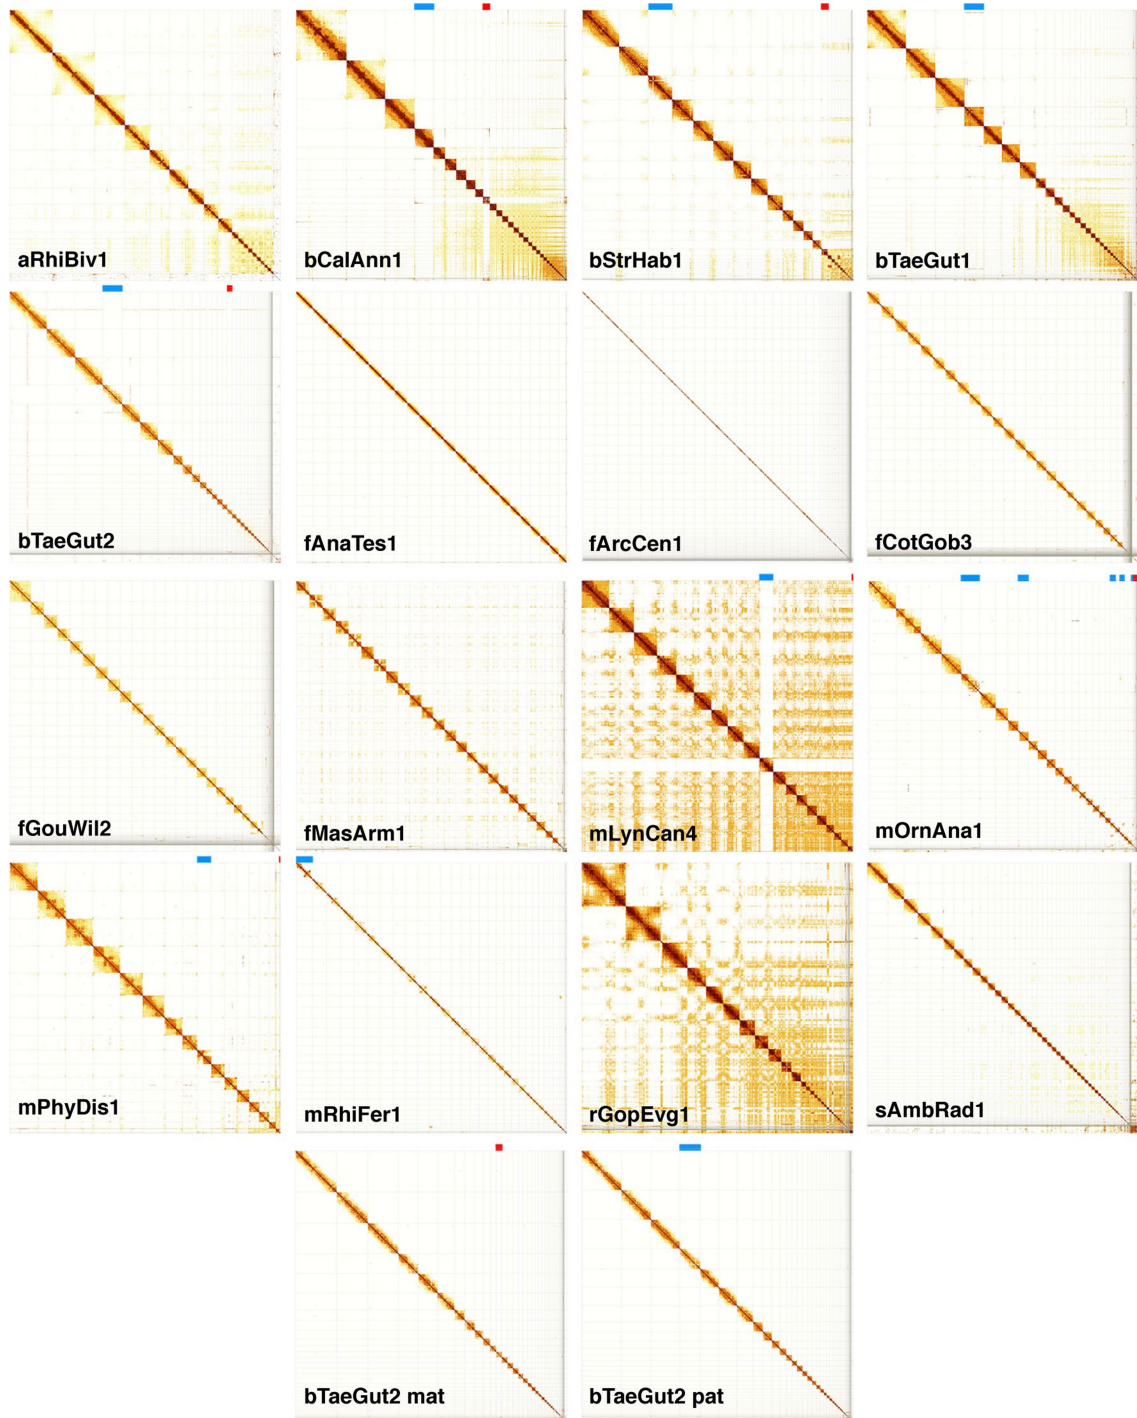 aRhiBiv1
bCalAnn1
bStrHab1
bTaeGut1
bTaeGut2
fAnaTes1
fArcCen1
fCotGob3
fGouWil2
fMasArm1
mLynCan4
mOrnAna1
mPhyDis1
mRhiFer1
rGopEvg1
sAmbRad1
bTaeGut2 mat
bTaeGut2 pat